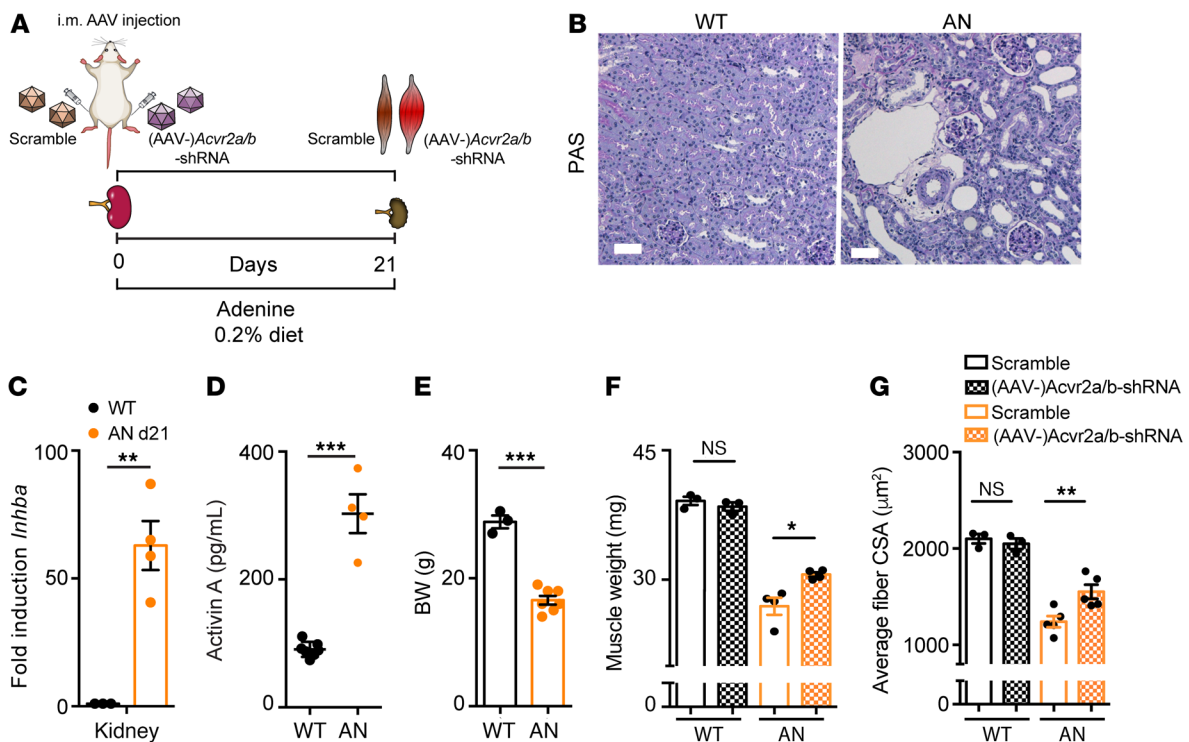 A
i.m. AAV injection
Scramble
(AAV-)Acvr2a/b
-shRNA
Scramble
(AAV-)Acvr2a/b
-shRNA
0
Days
21
Adenine
0.2% diet
B
WT
AN
PAS
C
WT
AN d21
Fold induction Inhba
100
50
0
**
Kidney
D
Activin A (pg/mL)
400
200
0
***
WT
AN
E
BW (g)
40
20
0
***
WT
AN
F
Muscle weight (mg)
45
30
0
NS
*
WT
AN
Scramble
(AAV-)Acvr2a/b-shRNA
Scramble
(AAV-)Acvr2a/b-shRNA
G
Average fiber CSA (μm²)
3000
2000
1000
0
NS
**
WT
AN